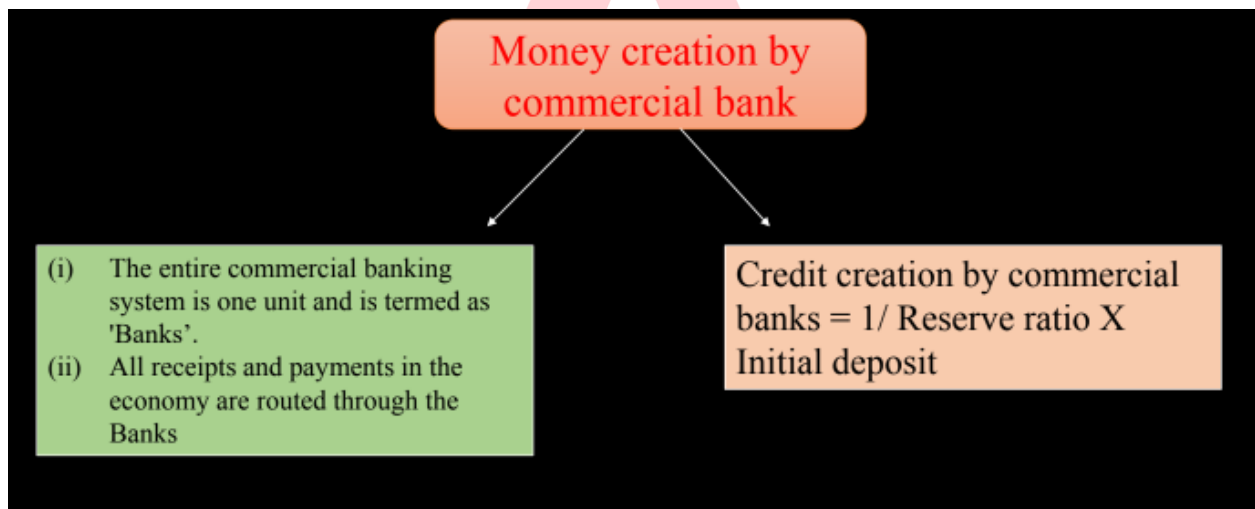 Money creation by
commercial bank
(i) The entire commercial banking
system is one unit and is termed as
'Banks’.
(ii) All receipts and payments in the
economy are routed through the
Banks
Credit creation by commercial
banks = 1/ Reserve ratio X
Initial deposit